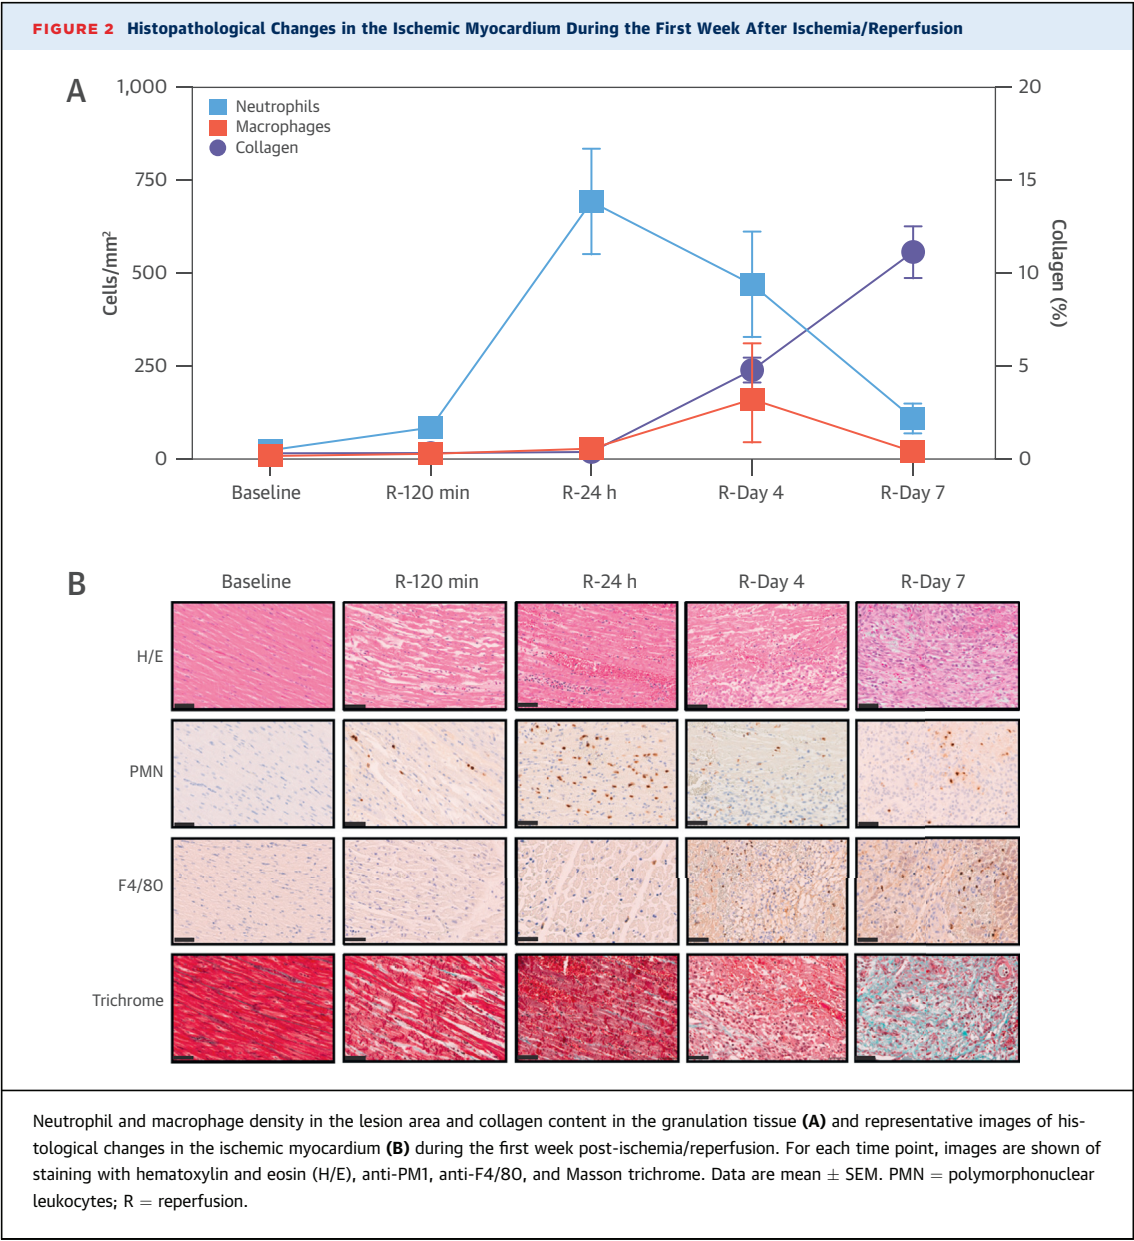 FIGURE 2 Histopathological Changes in the Ischemic Myocardium During the First Week After Ischemia/Reperfusion
A
1,000
750
500
250
0
Cells/mm²
Neutrophils
Macrophages
Collagen
20
15
10
5
0
Collagen (%)
Baseline R-120 min R-24 h R-Day 4 R-Day 7
B
Baseline R-120 min R-24 h R-Day 4 R-Day 7
H/E
PMN
F4/80
Trichrome
Neutrophil and macrophage density in the lesion area and collagen content in the granulation tissue (A) and representative images of his-
tological changes in the ischemic myocardium (B) during the first week post-ischemia/reperfusion. For each time point, images are shown of
staining with hematoxylin and eosin (H/E), anti-PM1, anti-F4/80, and Masson trichrome. Data are mean ± SEM. PMN = polymorphonuclear
leukocytes; R = reperfusion.